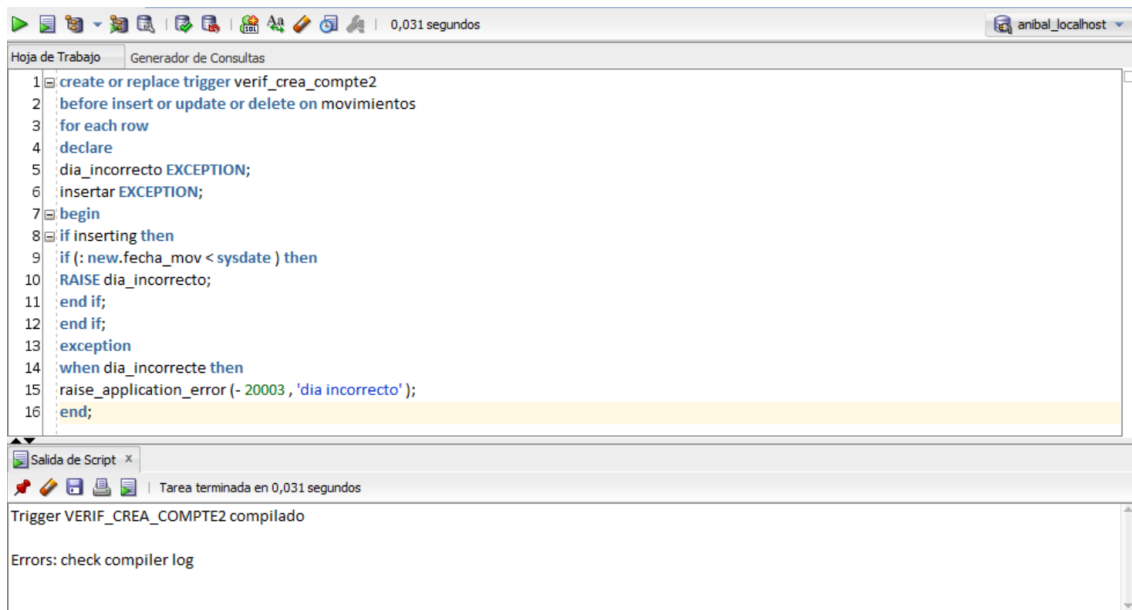 0,031 segundos
anibal_localhost
Hoja de Trabajo Generador de Consultas
1 create or replace trigger verif_crea_compte2
2 before insert or update or delete on movimientos
3 for each row
4 declare
5 dia_incorrecto EXCEPTION;
6 insertar EXCEPTION;
7 begin
8 if inserting then
9 if (: new.fecha_mov < sysdate ) then
10 RAISE dia_incorrecto;
11 end if;
12 end if;
13 exception
14 when dia_incorrecte then
15 raise_application_error (- 20003 , 'dia incorrecto' );
16 end;
Salida de Script x
Tarea terminada en 0,031 segundos
Trigger VERIF_CREA_COMPTE2 compilado
Errors: check compiler log